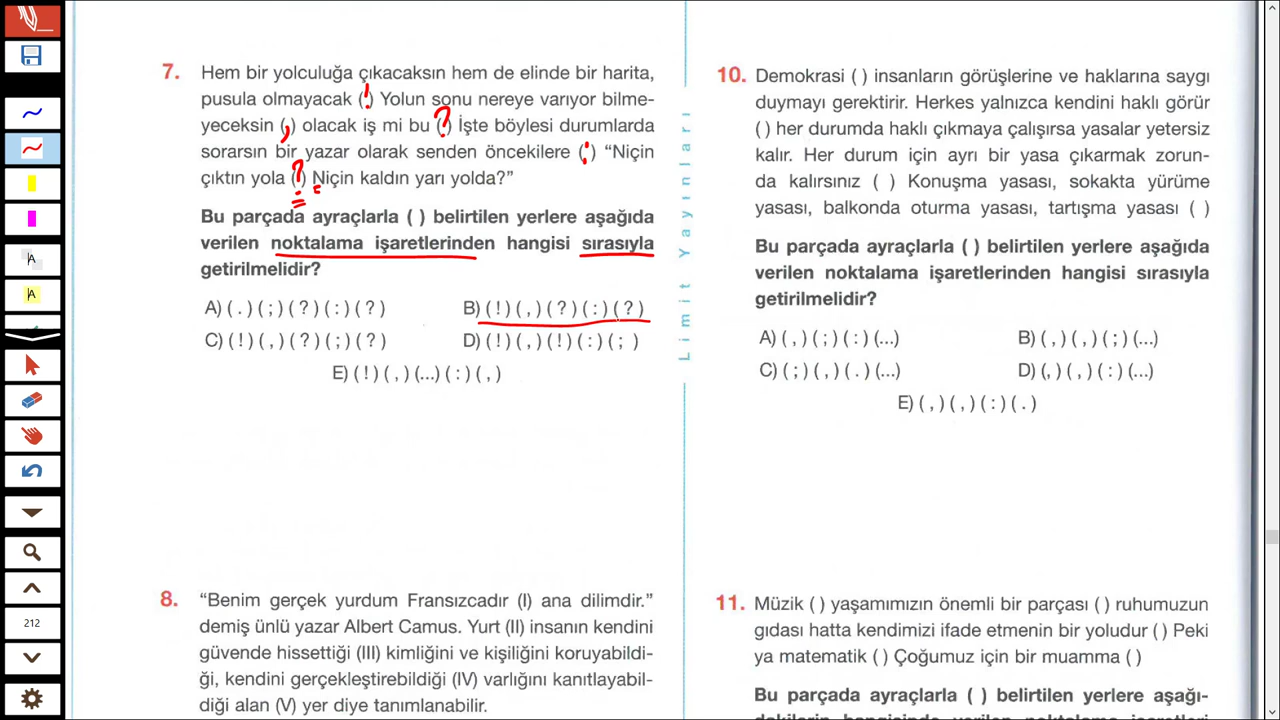 7. Hem bir yolculuğa çıkacaksın hem de elinde bir harita,
pusula olmayacak (!) Yolun sonu nereye varıyor bilme-
yeceksin (,) olacak iş mi bu (?) İşte böylesi durumlarda
sorarsın bir yazar olarak senden öncekilere (:) “Niçin
çıktın yola (?) Niçin kaldın yarı yolda?”
Bu parçada ayraçlarla ( ) belirtilen yerlere aşağıda
verilen noktalama işaretlerinden hangisi sırasıyla
getirilmelidir?
A) ( . ) ( ; ) ( ? ) ( : ) ( ? )
B) ( ! ) ( , ) ( ? ) ( : ) ( ? )
C) ( ! ) ( , ) ( ? ) ( ; ) ( ? )
D) ( ! ) ( , ) ( ! ) ( : ) ( ; )
E) ( ! ) ( , ) (...) ( : ) ( , )
8. “Benim gerçek yurdum Fransızcadır (I) ana dilimdir.”
demiş ünlü yazar Albert Camus. Yurt (II) insanın kendini
güvende hissettiği (III) kimliğini ve kişiliğini koruyabildi-
ği, kendini gerçekleştirebildiği (IV) varlığını kanıtlayabil-
diği alan (V) yer diye tanımlanabilir.
Limit Yayınları
10. Demokrasi ( ) insanların görüşlerine ve haklarına saygı
duymayı gerektirir. Herkes yalnızca kendini haklı görür
( ) her durumda haklı çıkmaya çalışırsa yasalar yetersiz
kalır. Her durum için ayrı bir yasa çıkarmak zorun-
da kalırsınız ( ) Konuşma yasası, sokakta yürüme
yasası, balkonda oturma yasası, tartışma yasası ( )
Bu parçada ayraçlarla ( ) belirtilen yerlere aşağıda
verilen noktalama işaretlerinden hangisi sırasıyla
getirilmelidir?
A) ( , ) ( ; ) ( : ) (...)
B) ( , ) ( , ) ( ; ) (...)
C) ( ; ) ( , ) ( . ) (...)
D) (, ) ( , ) ( : ) (...)
E) ( , ) ( , ) ( : ) ( . )
11. Müzik ( ) yaşamımızın önemli bir parçası ( ) ruhumuzun
gıdası hatta kendimizi ifade etmenin bir yoludur ( ) Peki
ya matematik ( ) Çoğumuz için bir muamma ( )
Bu parçada ayraçlarla ( ) belirtilen yerlere aşağı-
A
A
212